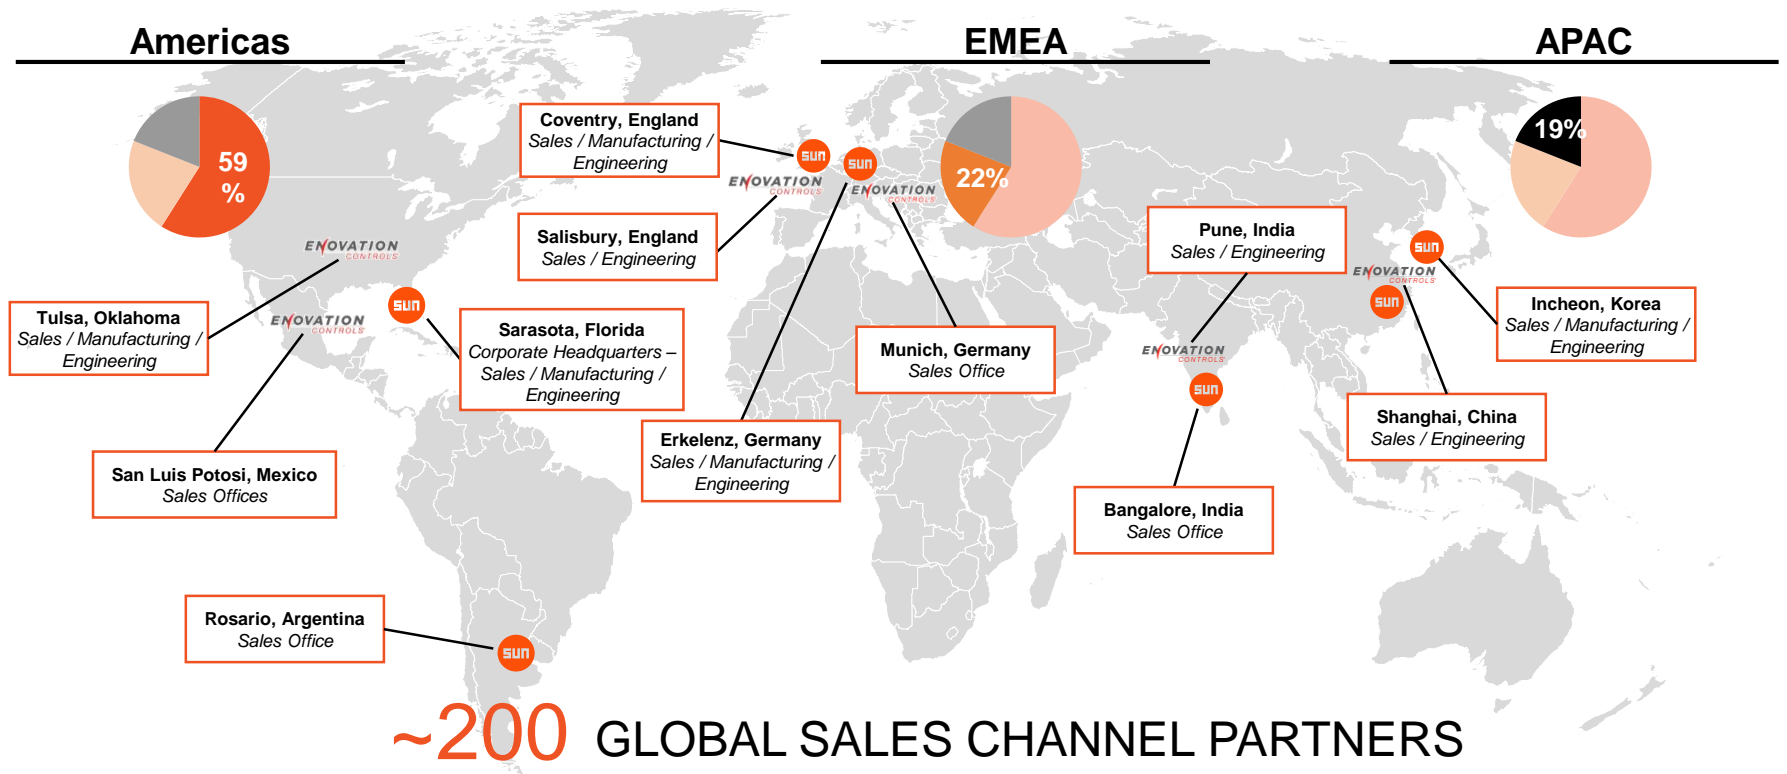 Americas
EMEA
APAC
59
%
22%
19%
Coventry, England
Sales / Manufacturing /
Engineering
sun
sun
ENOVATION
CONTROLS
ENOVATION
CONTROLS
Salisbury, England
Sales / Engineering
Pune, India
Sales / Engineering
ENOVATION
CONTROLS
sun
ENOVATION
CONTROLS
sun
sun
Tulsa, Oklahoma
Sales / Manufacturing /
Engineering
ENOVATION
CONTROLS
Sarasota, Florida
Corporate Headquarters –
Sales / Manufacturing /
Engineering
Munich, Germany
Sales Office
ENOVATION
CONTROLS
Incheon, Korea
Sales / Manufacturing /
Engineering
sun
Shanghai, China
Sales / Engineering
Erkelenz, Germany
Sales / Manufacturing /
Engineering
San Luis Potosi, Mexico
Sales Offices
Bangalore, India
Sales Office
Rosario, Argentina
Sales Office
sun
~200 GLOBAL SALES CHANNEL PARTNERS